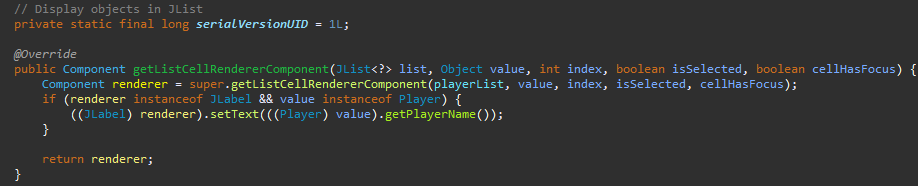 // Display objects in JList
private static final long serialVersionUID = 1L;
@Override
public Component getListCellRendererComponent(JList<?> list, Object value, int index, boolean isSelected, boolean cellHasFocus) {
Component renderer = super.getListCellRendererComponent(playerList, value, index, isSelected, cellHasFocus);
if (renderer instanceof JLabel && value instanceof Player) {
((JLabel) renderer).setText(((Player) value).getPlayerName());
}
return renderer;
}